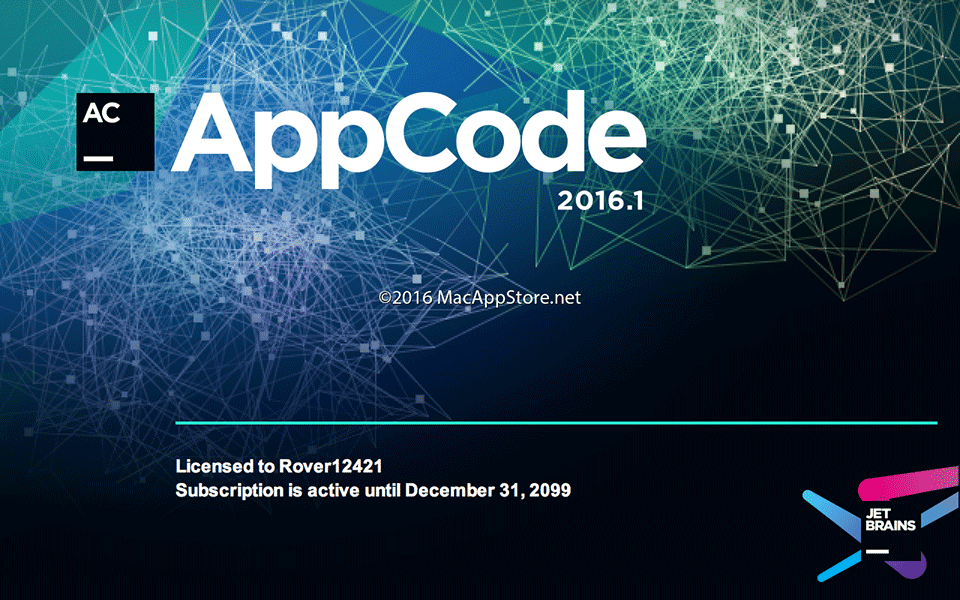 AC
AppCode
2016.1
©2016 MacAppStore.net
Licensed to Rover12421
Subscription is active until December 31, 2099
JET
BRAINS